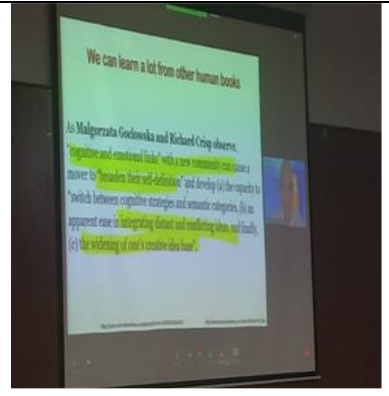 We can learn a lot from other human books
As Malgorzata Gocłowska and Richard Crisp observe,
"cognitive and emotional links" with a new community can cause a
mover to "broaden their self-definition" and develop (a) the capacity to
"switch between cognitive strategies and semantic categories, (b) an
apparent ease in integrating distant and conflicting ideas, and finally,
(c) the widening of one's creative idea base".